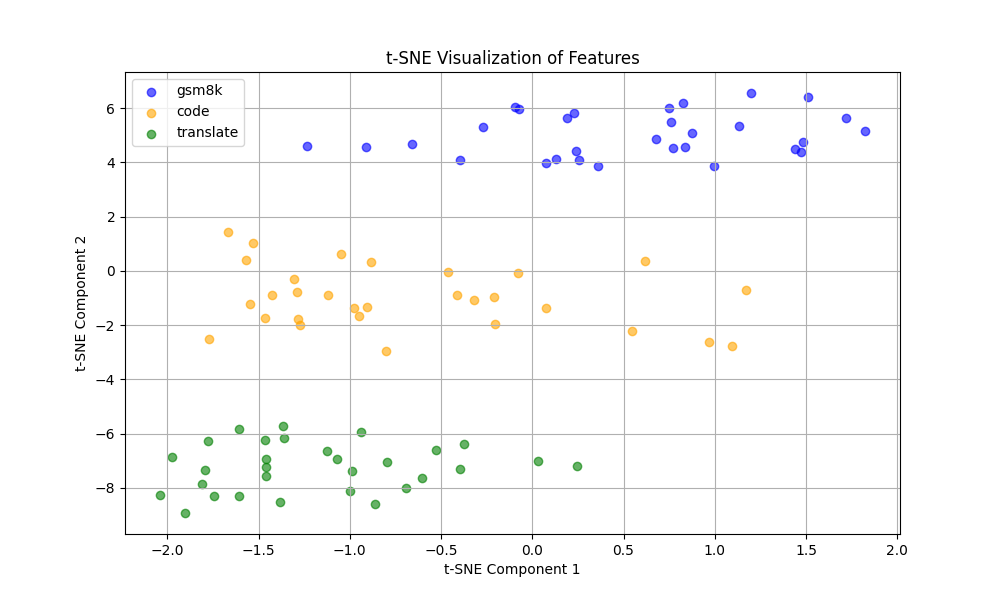 t-SNE Visualization of Features
gsm8k
code
translate
t-SNE Component 2
6
4
2
0
−2
−4
−6
−8
−2.0 −1.5 −1.0 −0.5 0.0 0.5 1.0 1.5 2.0
t-SNE Component 1